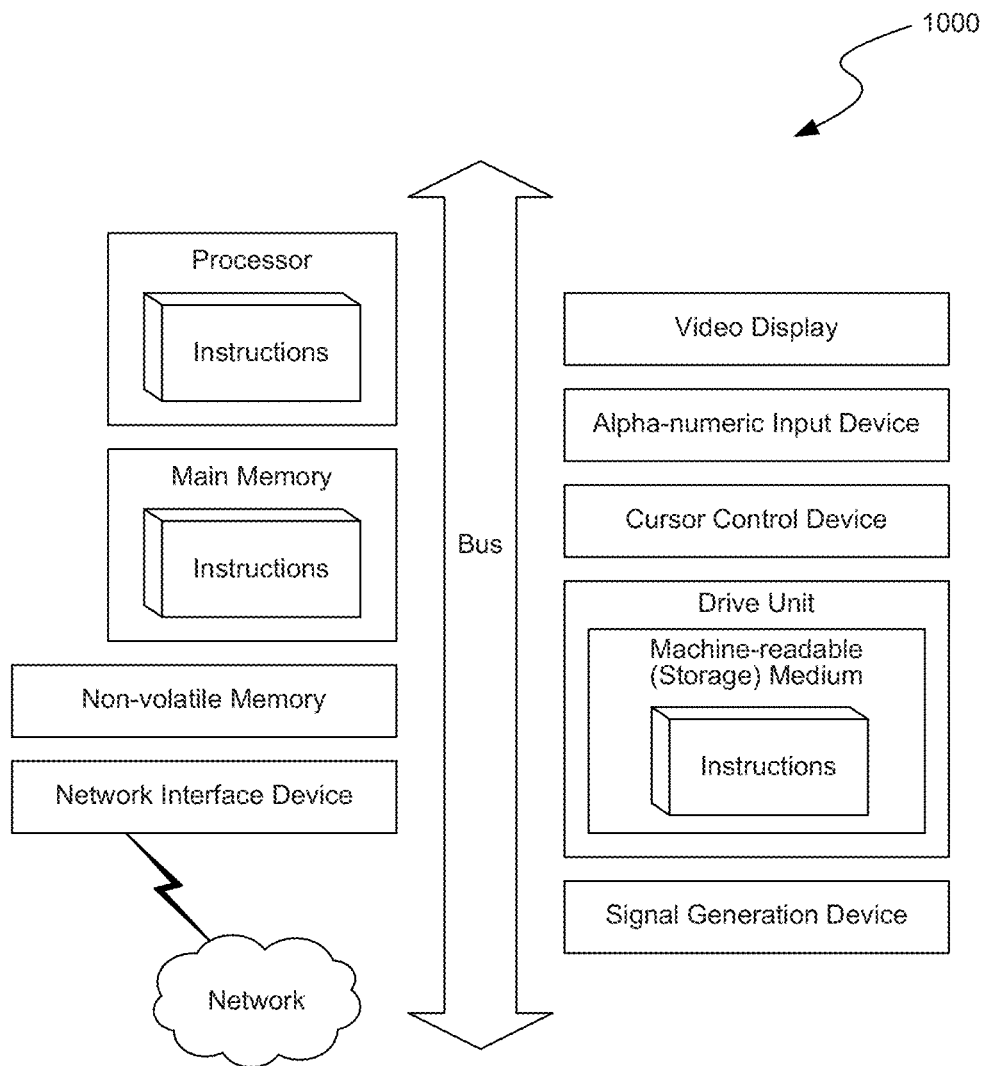 1000
Processor
Instructions
Main Memory
Instructions
Non-volatile Memory
Network Interface Device
Network
Bus
Video Display
Alpha-numeric Input Device
Cursor Control Device
Drive Unit
Machine-readable
(Storage) Medium
Instructions
Signal Generation Device